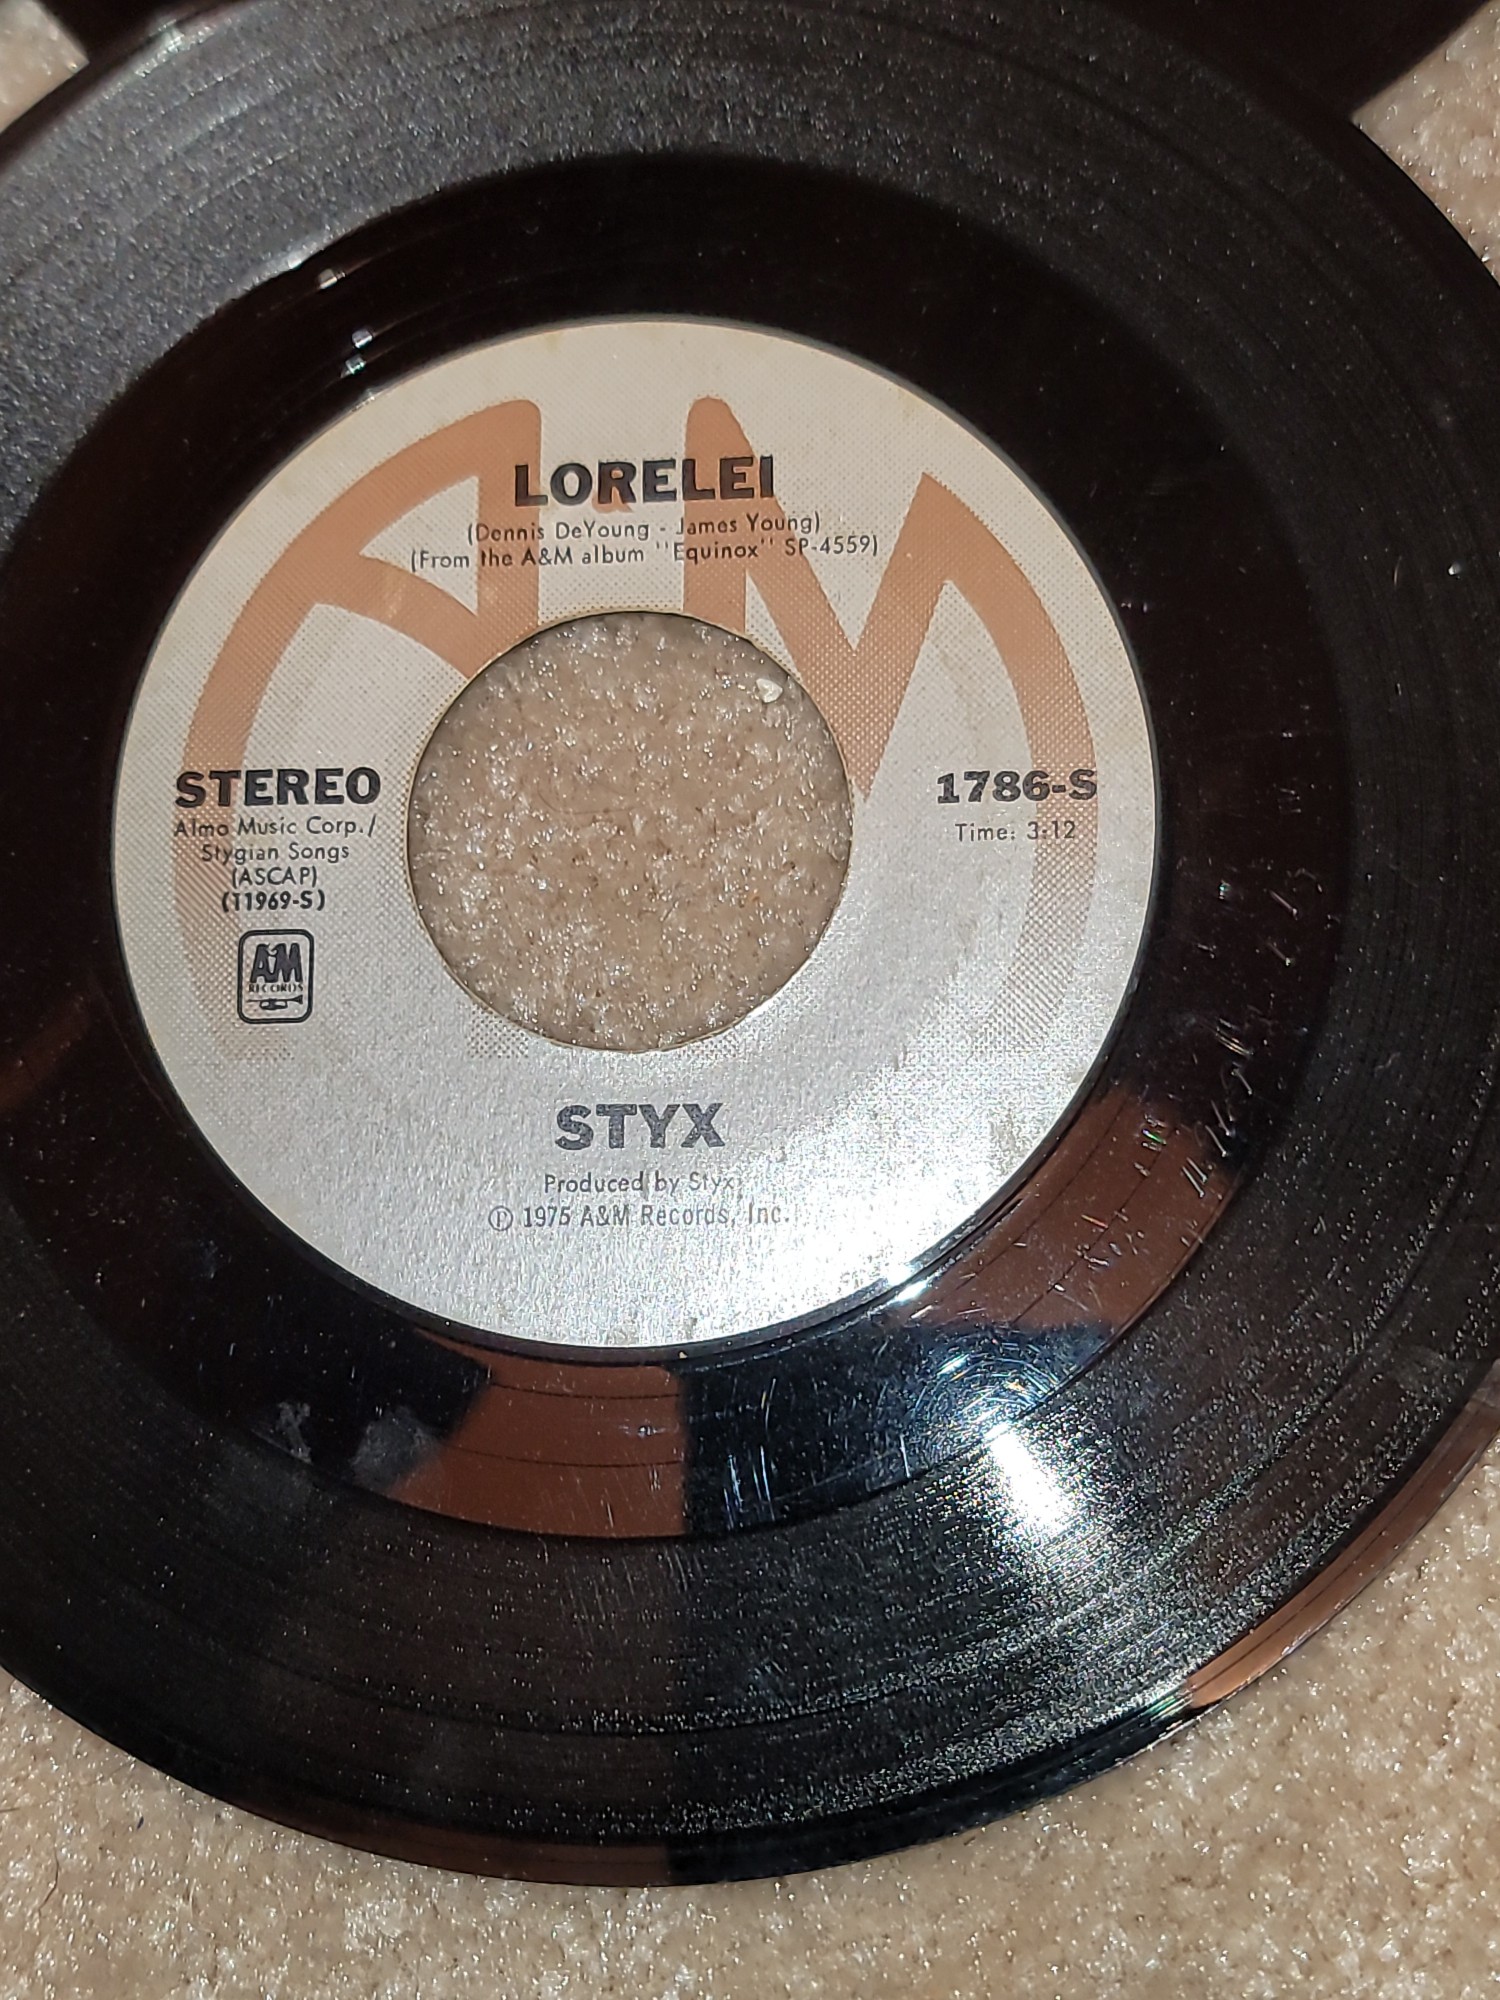 A&M
LORELEI
(Dennis DeYoung - James Young)
(From the A&M album "Equinox" SP-4559)
STEREO
Almo Music Corp./
Stygian Songs
(ASCAP)
(11969-S)
A&M
RECORDS
1786-S
Time: 3:12
STYX
Produced by Styx
Ⓟ 1975 A&M Records, Inc.